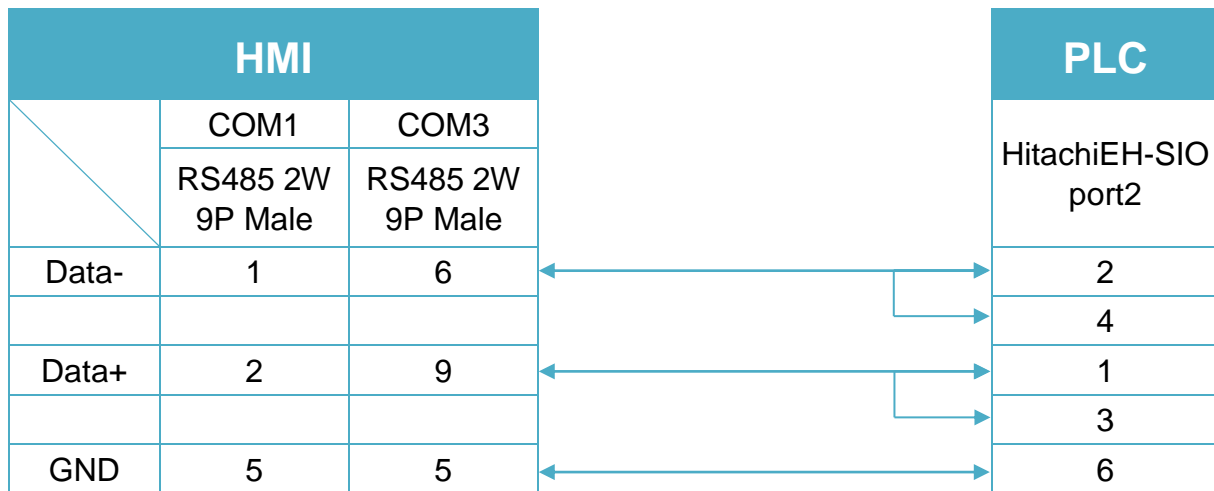 HMI PLC
COM1 COM3
HitachiEH-SIO
port2
RS485 2W RS485 2W
9P Male 9P Male
Data- 1 6 2
4
Data+ 2 9 1
3
GND 5 5 6